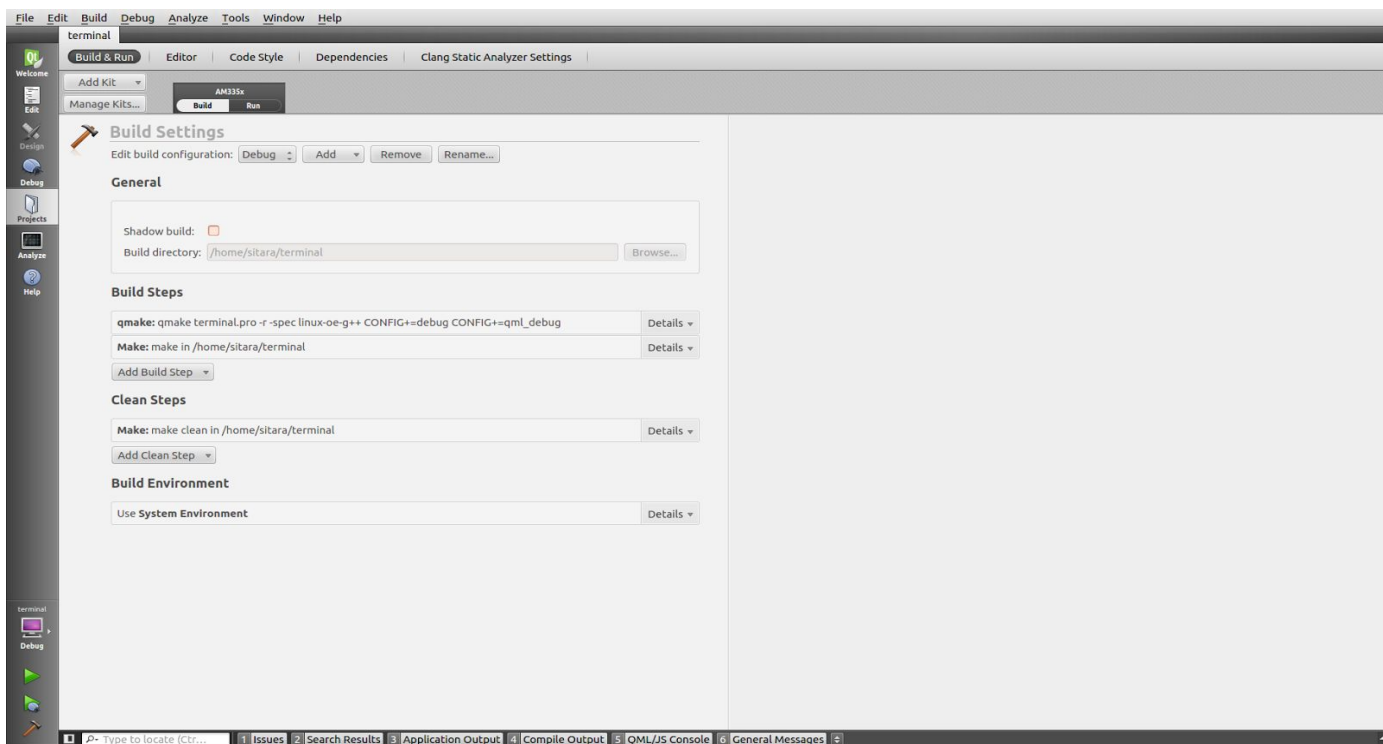 File Edit Build Debug Analyze Tools Window Help
terminal
Build & Run Editor Code Style Dependencies Clang Static Analyzer Settings
Qt
Welcome
Add Kit
AM335x
Manage Kits... Build Run
Edit
Build Settings
Design
Edit build configuration: Debug Add Remove Rename...
Debug
General
Projects
Shadow build:
Build directory: /home/sitara/terminal Browse...
Analyze
Help
Build Steps
qmake: qmake terminal.pro -r -spec linux-oe-g++ CONFIG+=debug CONFIG+=qml_debug Details
Make: make in /home/sitara/terminal Details
Add Build Step
Clean Steps
Make: make clean in /home/sitara/terminal Details
Add Clean Step
Build Environment
Use System Environment Details
terminal
Debug
Type to locate (Ctr... 1 Issues 2 Search Results 3 Application Output 4 Compile Output 5 QML/JS Console 6 General Messages